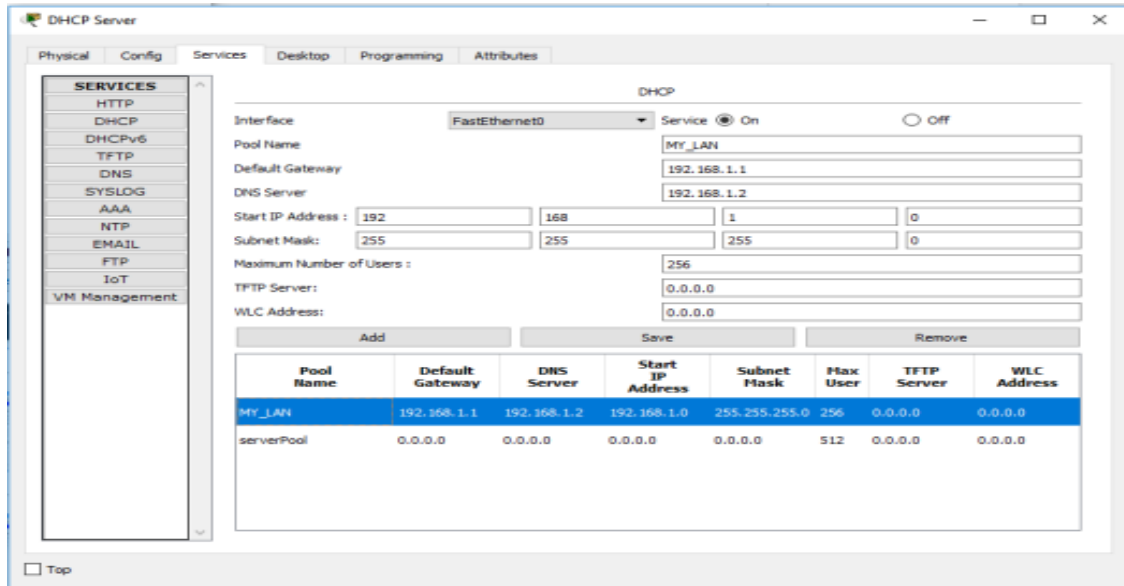 DHCP Server
Physical Config Services Desktop Programming Attributes
SERVICES
HTTP
DHCP
DHCPv6
TFTP
DNS
SYSLOG
AAA
NTP
EMAIL
FTP
IoT
VM Management
DHCP
Interface FastEthernet0 Service On Off
Pool Name MY_LAN
Default Gateway 192.168.1.1
DNS Server 192.168.1.2
Start IP Address : 192 168 1 0
Subnet Mask: 255 255 255 0
Maximum Number of Users : 256
TFTP Server: 0.0.0.0
WLC Address: 0.0.0.0
Add Save Remove
Pool Name Default Gateway DNS Server Start IP Address Subnet Mask Max User TFTP Server WLC Address
MY_LAN 192.168.1.1 192.168.1.2 192.168.1.0 255.255.255.0 256 0.0.0.0 0.0.0.0
serverPool 0.0.0.0 0.0.0.0 0.0.0.0 0.0.0.0 512 0.0.0.0 0.0.0.0
Top